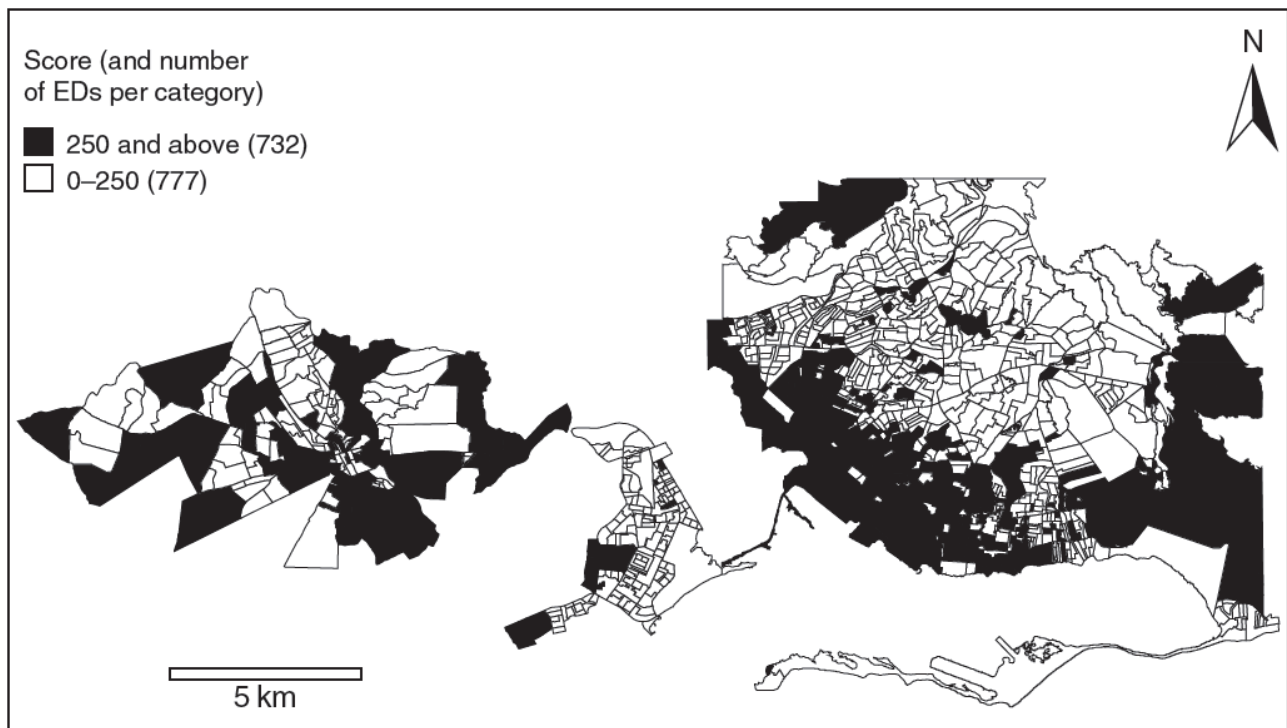 Score (and number
of EDs per category)
250 and above (732)
0–250 (777)
N
5 km